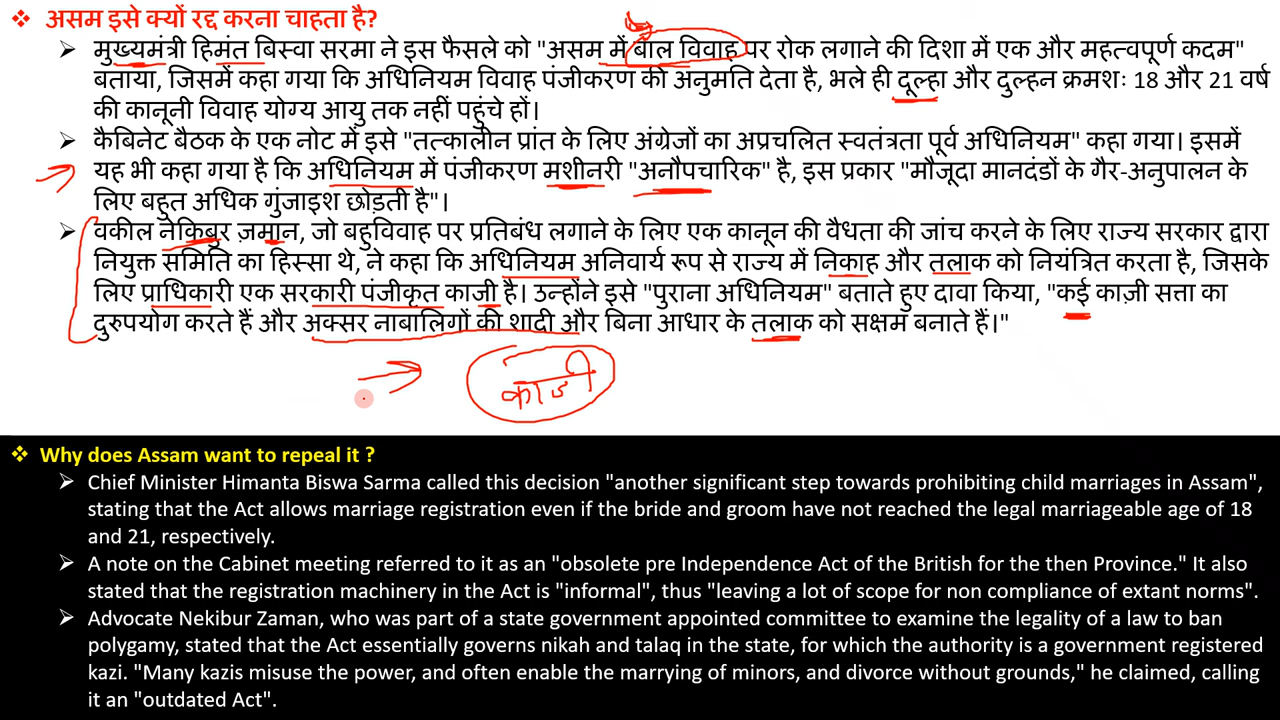 ❖ असम इसे क्यों रद्द करना चाहता है?
➢ मुख्यमंत्री हिमंत बिस्वा सरमा ने इस फैसले को "असम में बाल विवाह पर रोक लगाने की दिशा में एक और महत्वपूर्ण कदम"
बताया, जिसमें कहा गया कि अधिनियम विवाह पंजीकरण की अनुमति देता है, भले ही दूल्हा और दुल्हन क्रमशः 18 और 21 वर्ष
की कानूनी विवाह योग्य आयु तक नहीं पहुंचे हों।
➢ कैबिनेट बैठक के एक नोट में इसे "तत्कालीन प्रांत के लिए अंग्रेजों का अप्रचलित स्वतंत्रता पूर्व अधिनियम" कहा गया। इसमें
यह भी कहा गया है कि अधिनियम में पंजीकरण मशीनरी "अनौपचारिक" है, इस प्रकार "मौजूदा मानदंडों के गैर-अनुपालन के
लिए बहुत अधिक गुंजाइश छोड़ती है"।
➢ वकील नेकिबुर ज़मान, जो बहुविवाह पर प्रतिबंध लगाने के लिए एक कानून की वैधता की जांच करने के लिए राज्य सरकार द्वारा
नियुक्त समिति का हिस्सा थे, ने कहा कि अधिनियम अनिवार्य रूप से राज्य में निकाह और तलाक को नियंत्रित करता है, जिसके
लिए प्राधिकारी एक सरकारी पंजीकृत काजी है। उन्होंने इसे "पुराना अधिनियम" बताते हुए दावा किया, "कई काज़ी सत्ता का
दुरुपयोग करते हैं और अक्सर नाबालिगों की शादी और बिना आधार के तलाक को सक्षम बनाते हैं।"
काजी
❖ Why does Assam want to repeal it ?
➢ Chief Minister Himanta Biswa Sarma called this decision "another significant step towards prohibiting child marriages in Assam",
stating that the Act allows marriage registration even if the bride and groom have not reached the legal marriageable age of 18
and 21, respectively.
➢ A note on the Cabinet meeting referred to it as an "obsolete pre Independence Act of the British for the then Province." It also
stated that the registration machinery in the Act is "informal", thus "leaving a lot of scope for non compliance of extant norms".
➢ Advocate Nekibur Zaman, who was part of a state government appointed committee to examine the legality of a law to ban
polygamy, stated that the Act essentially governs nikah and talaq in the state, for which the authority is a government registered
kazi. "Many kazis misuse the power, and often enable the marrying of minors, and divorce without grounds," he claimed, calling
it an "outdated Act".